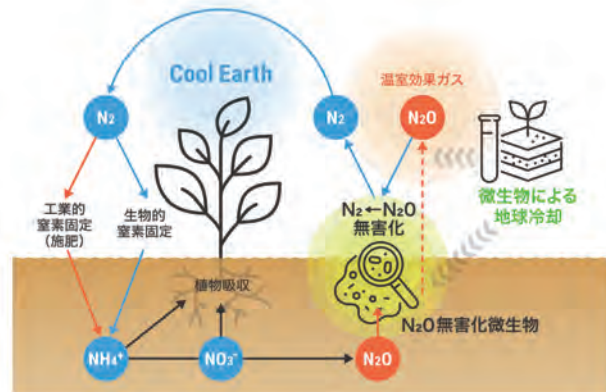 Cool Earth
温室効果ガス
N₂
N₂
N₂O
工業的
窒素固定
(施肥)
生物的
窒素固定
N₂←N₂O
無害化
微生物による
地球冷却
植物吸収
N₂O無害化微生物
NH₄⁺
NO₃⁻
N₂O